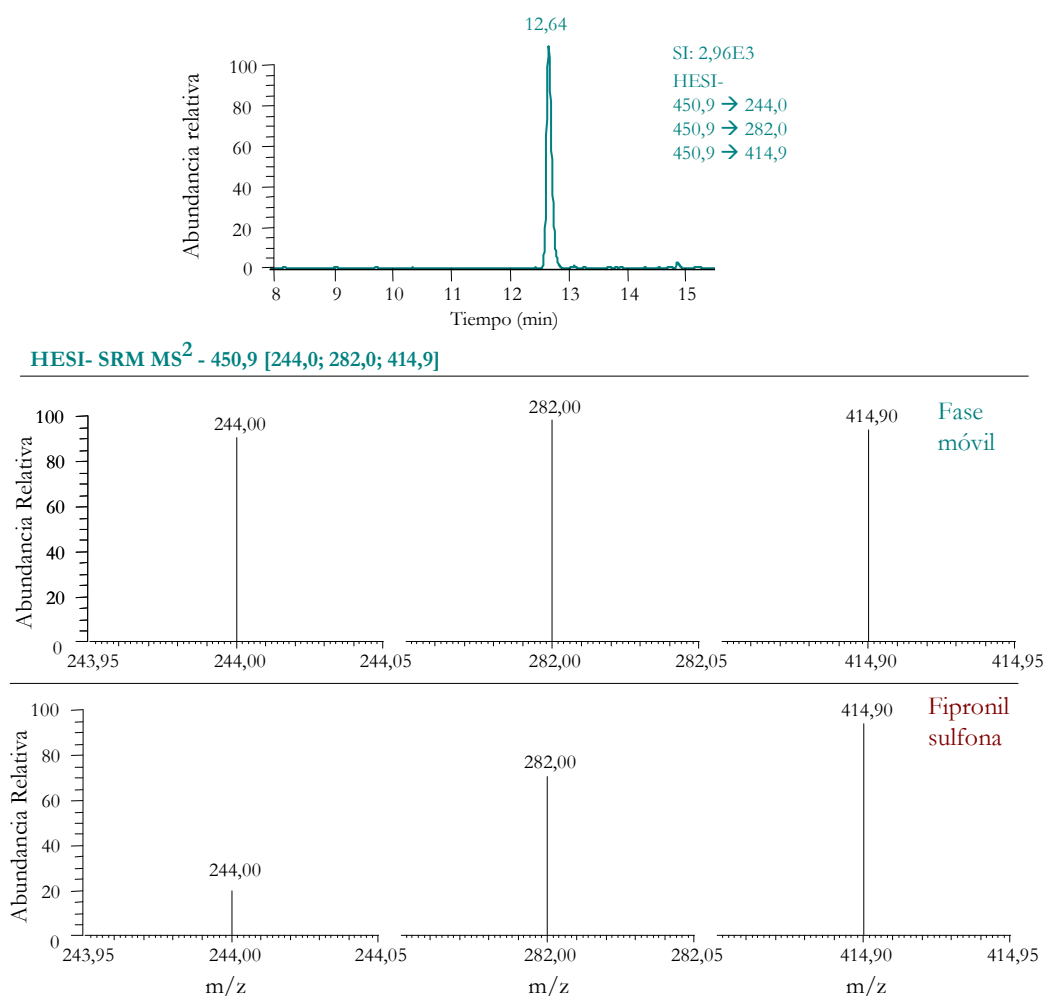 12,64
SI: 2,96E3
HESI-
450,9 → 244,0
450,9 → 282,0
450,9 → 414,9
Abundancia relativa
100
80
60
40
20
0
8 9 10 11 12 13 14 15
Tiempo (min)
HESI- SRM MS2 - 450,9 [244,0; 282,0; 414,9]
Fase
móvil
244,00 282,00 414,90
Abundancia Relativa
100
80
60
40
20
0
243,95 244,00 244,05 282,00 282,05 414,90 414,95
Fipronil
sulfona
244,00 282,00 414,90
Abundancia Relativa
100
80
60
40
20
0
243,95 244,00 244,05 282,00 282,05 414,90 414,95
m/z m/z m/z